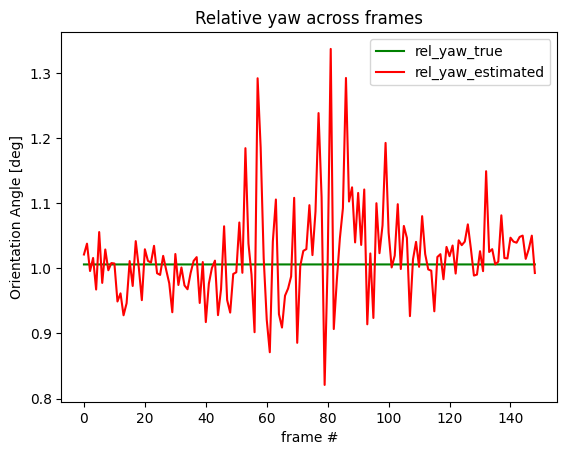 Relative yaw across frames
rel_yaw_true
rel_yaw_estimated
Orientation Angle [deg]
1.3
1.2
1.1
1.0
0.9
0.8
0 20 40 60 80 100 120 140
frame #